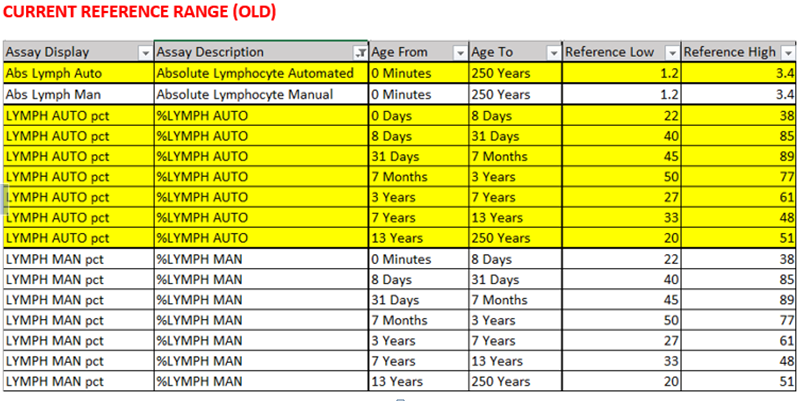 CURRENT REFERENCE RANGE (OLD)
Assay Display Assay Description Age From Age To Reference Low Reference High
Abs Lymph Auto Absolute Lymphocyte Automated 0 Minutes 250 Years 1.2 3.4
Abs Lymph Man Absolute Lymphocyte Manual 0 Minutes 250 Years 1.2 3.4
LYMPH AUTO pct %LYMPH AUTO 0 Days 8 Days 22 38
LYMPH AUTO pct %LYMPH AUTO 8 Days 31 Days 40 85
LYMPH AUTO pct %LYMPH AUTO 31 Days 7 Months 45 89
LYMPH AUTO pct %LYMPH AUTO 7 Months 3 Years 50 77
LYMPH AUTO pct %LYMPH AUTO 3 Years 7 Years 27 61
LYMPH AUTO pct %LYMPH AUTO 7 Years 13 Years 33 48
LYMPH AUTO pct %LYMPH AUTO 13 Years 250 Years 20 51
LYMPH MAN pct %LYMPH MAN 0 Minutes 8 Days 22 38
LYMPH MAN pct %LYMPH MAN 8 Days 31 Days 40 85
LYMPH MAN pct %LYMPH MAN 31 Days 7 Months 45 89
LYMPH MAN pct %LYMPH MAN 7 Months 3 Years 50 77
LYMPH MAN pct %LYMPH MAN 3 Years 7 Years 27 61
LYMPH MAN pct %LYMPH MAN 7 Years 13 Years 33 48
LYMPH MAN pct %LYMPH MAN 13 Years 250 Years 20 51